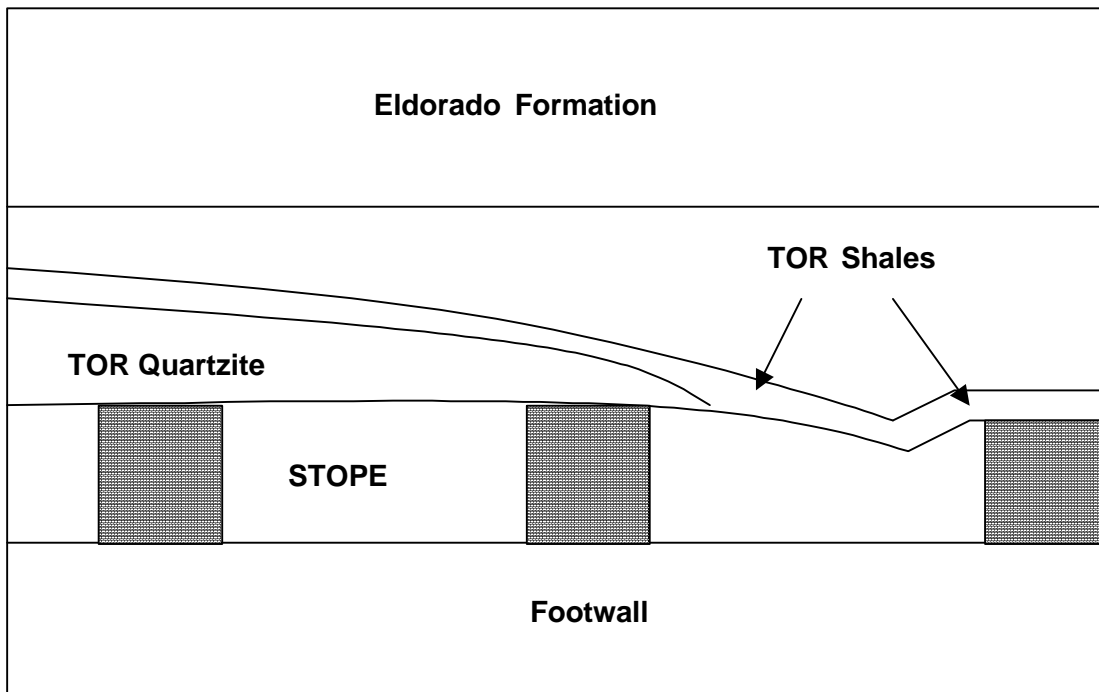 Eldorado Formation
TOR Shales
TOR Quartzite
STOPE
Footwall